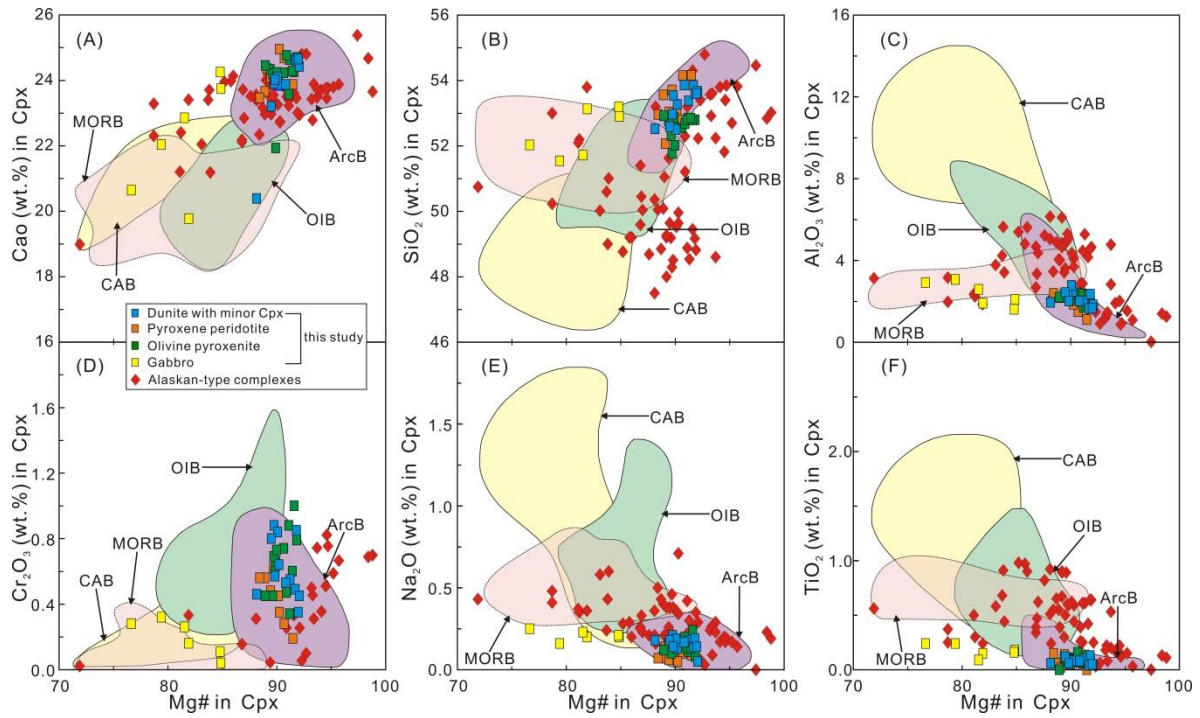 (A)
CaO (wt.%) in Cpx
26
24
22
20
18
16
MORB
ArcB
OIB
CAB
(B)
SiO2 (wt.%) in Cpx
56
54
52
50
48
46
ArcB
MORB
OIB
CAB
(C)
Al2O3 (wt.%) in Cpx
16
12
8
4
0
CAB
OIB
ArcB
MORB
Dunite with minor Cpx
Pyroxene peridotite
Olivine pyroxenite
Gabbro
this study
Alaskan-type complexes
(D)
Cr2O3 (wt.%) in Cpx
1.6
1.2
0.8
0.4
0.0
OIB
MORB
CAB
ArcB
70 80 90 100
Mg# in Cpx
(E)
Na2O (wt.%) in Cpx
1.5
1.0
0.5
0.0
CAB
OIB
ArcB
MORB
70 80 90 100
Mg# in Cpx
(F)
TiO2 (wt.%) in Cpx
2.0
1.0
0.0
CAB
OIB
ArcB
MORB
70 80 90 100
Mg# in Cpx